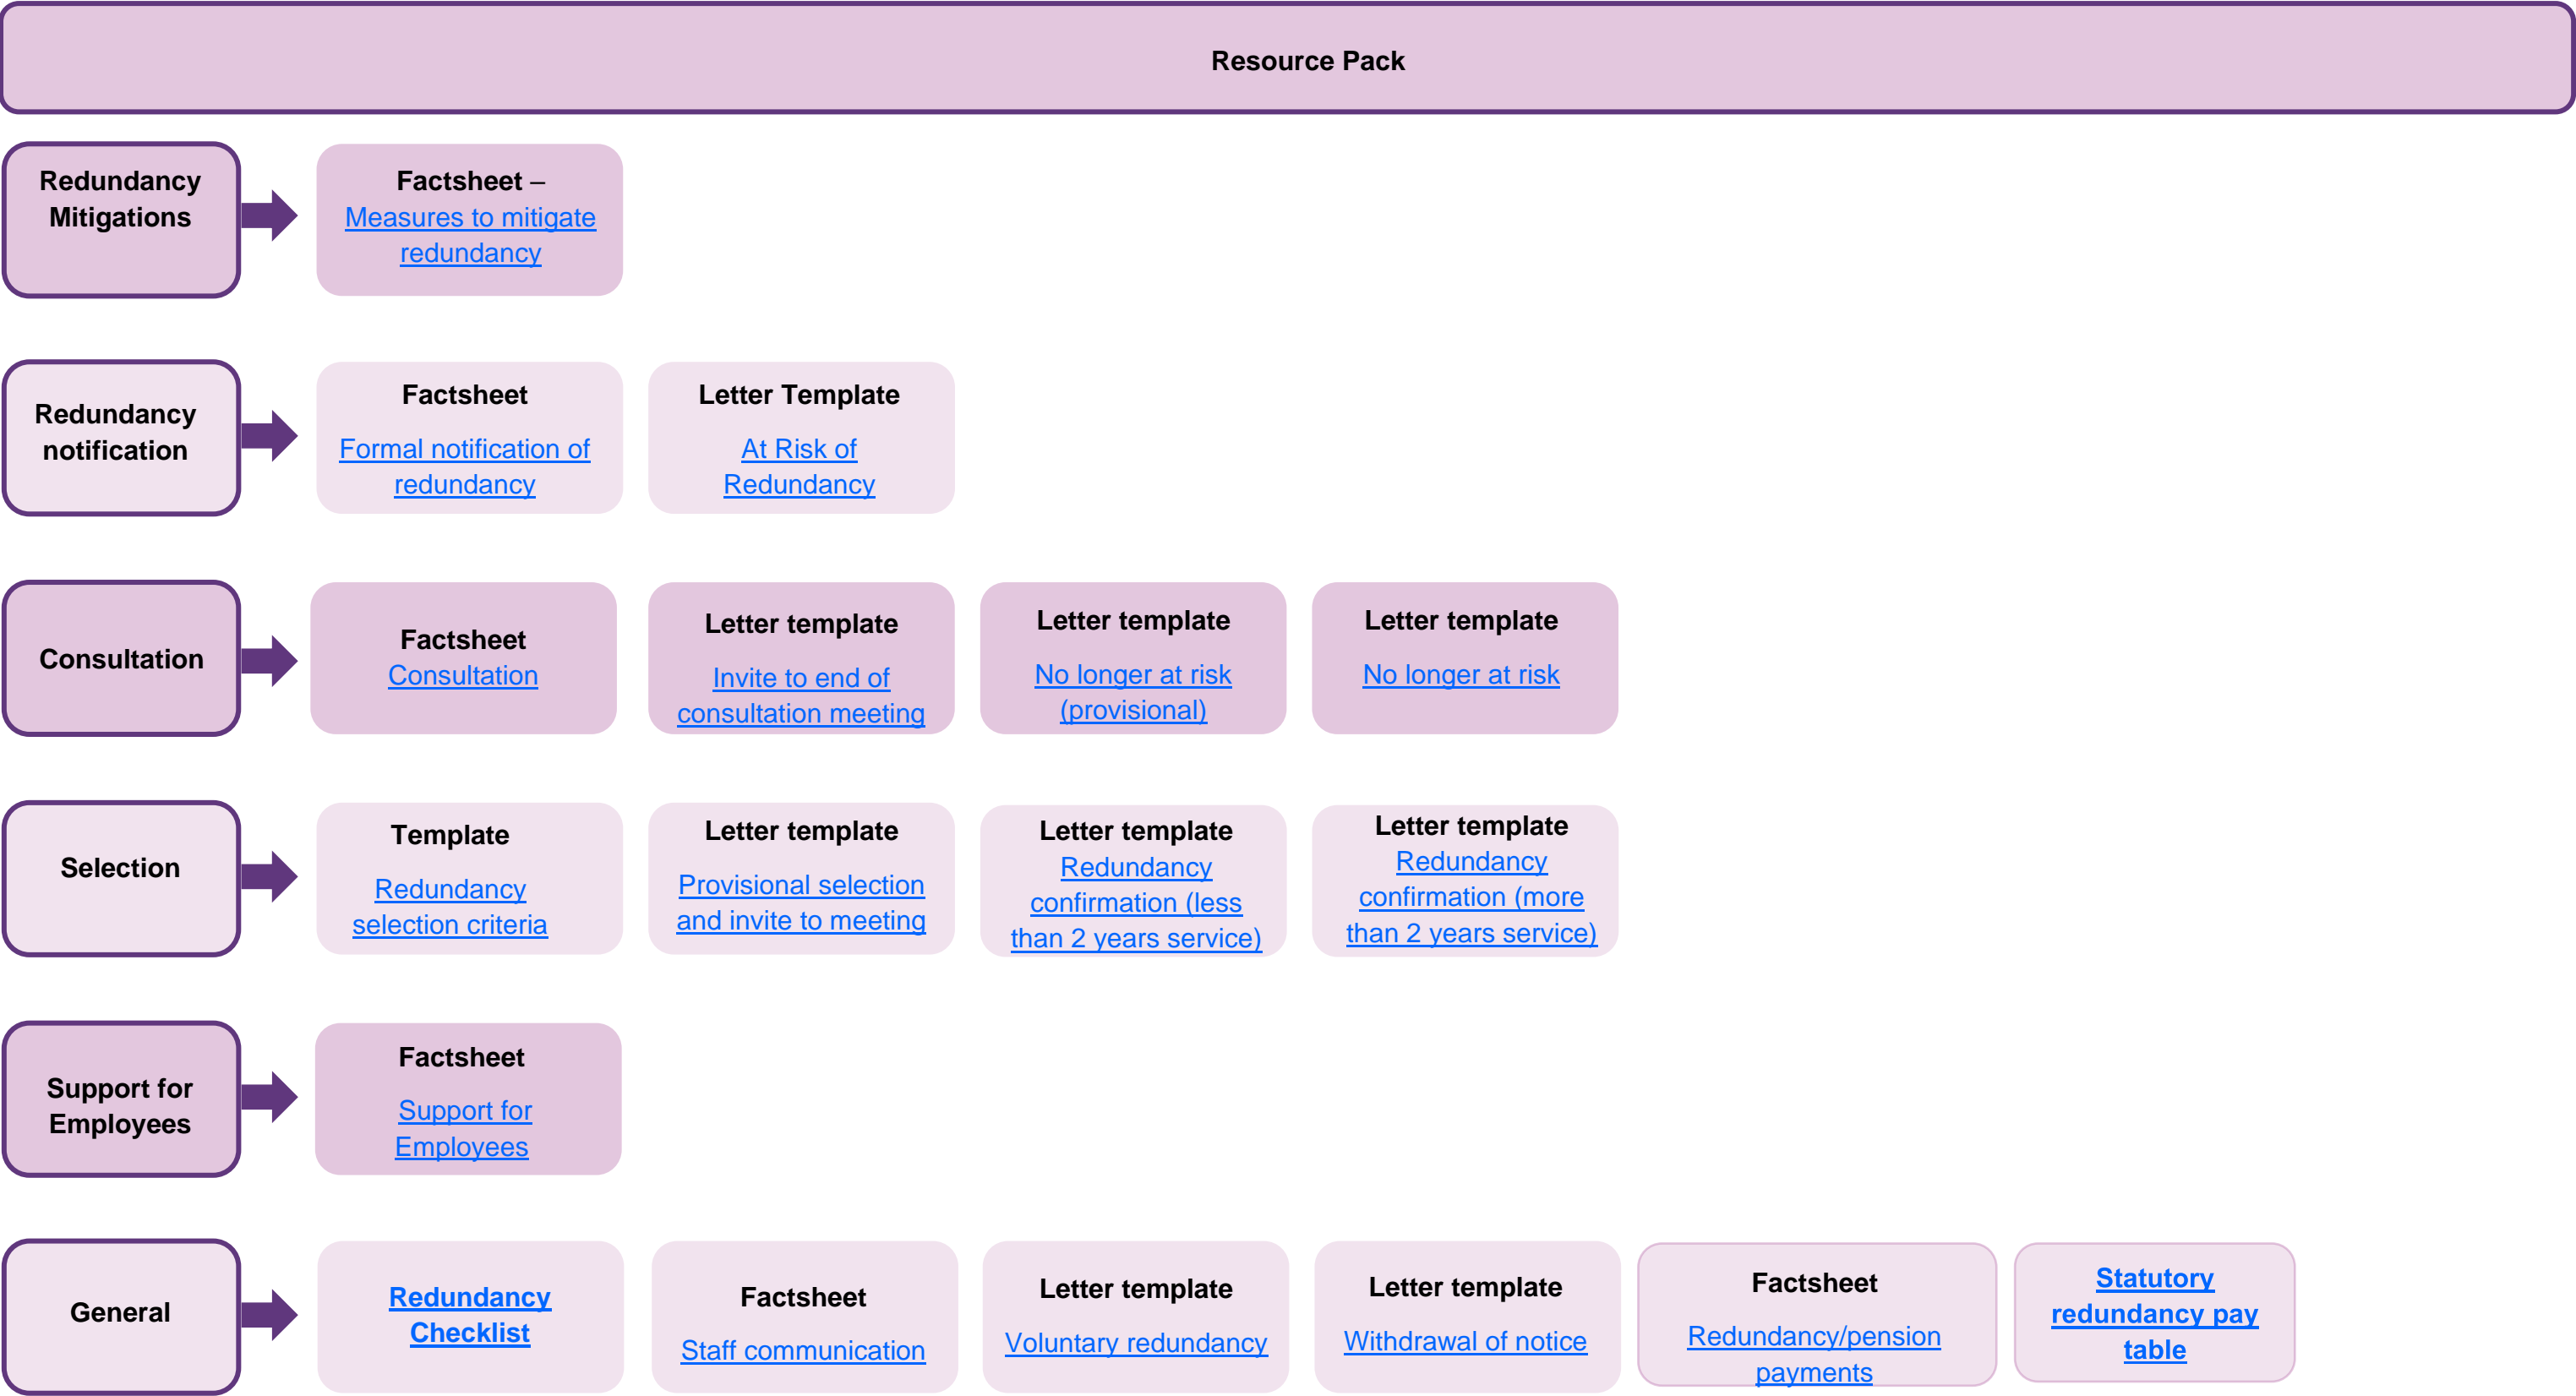 Resource Pack
Redundancy
Mitigations
Factsheet –
Measures to mitigate
redundancy
Redundancy
notification
Factsheet
Formal notification of
redundancy
Letter Template
At Risk of
Redundancy
Consultation
Factsheet
Consultation
Letter template
Invite to end of
consultation meeting
Letter template
No longer at risk
(provisional)
Letter template
No longer at risk
Selection
Template
Redundancy
selection criteria
Letter template
Provisional selection
and invite to meeting
Letter template
Redundancy
confirmation (less
than 2 years service)
Letter template
Redundancy
confirmation (more
than 2 years service)
Support for
Employees
Factsheet
Support for
Employees
General
Redundancy
Checklist
Factsheet
Staff communication
Letter template
Voluntary redundancy
Letter template
Withdrawal of notice
Factsheet
Redundancy/pension
payments
Statutory
redundancy pay
table